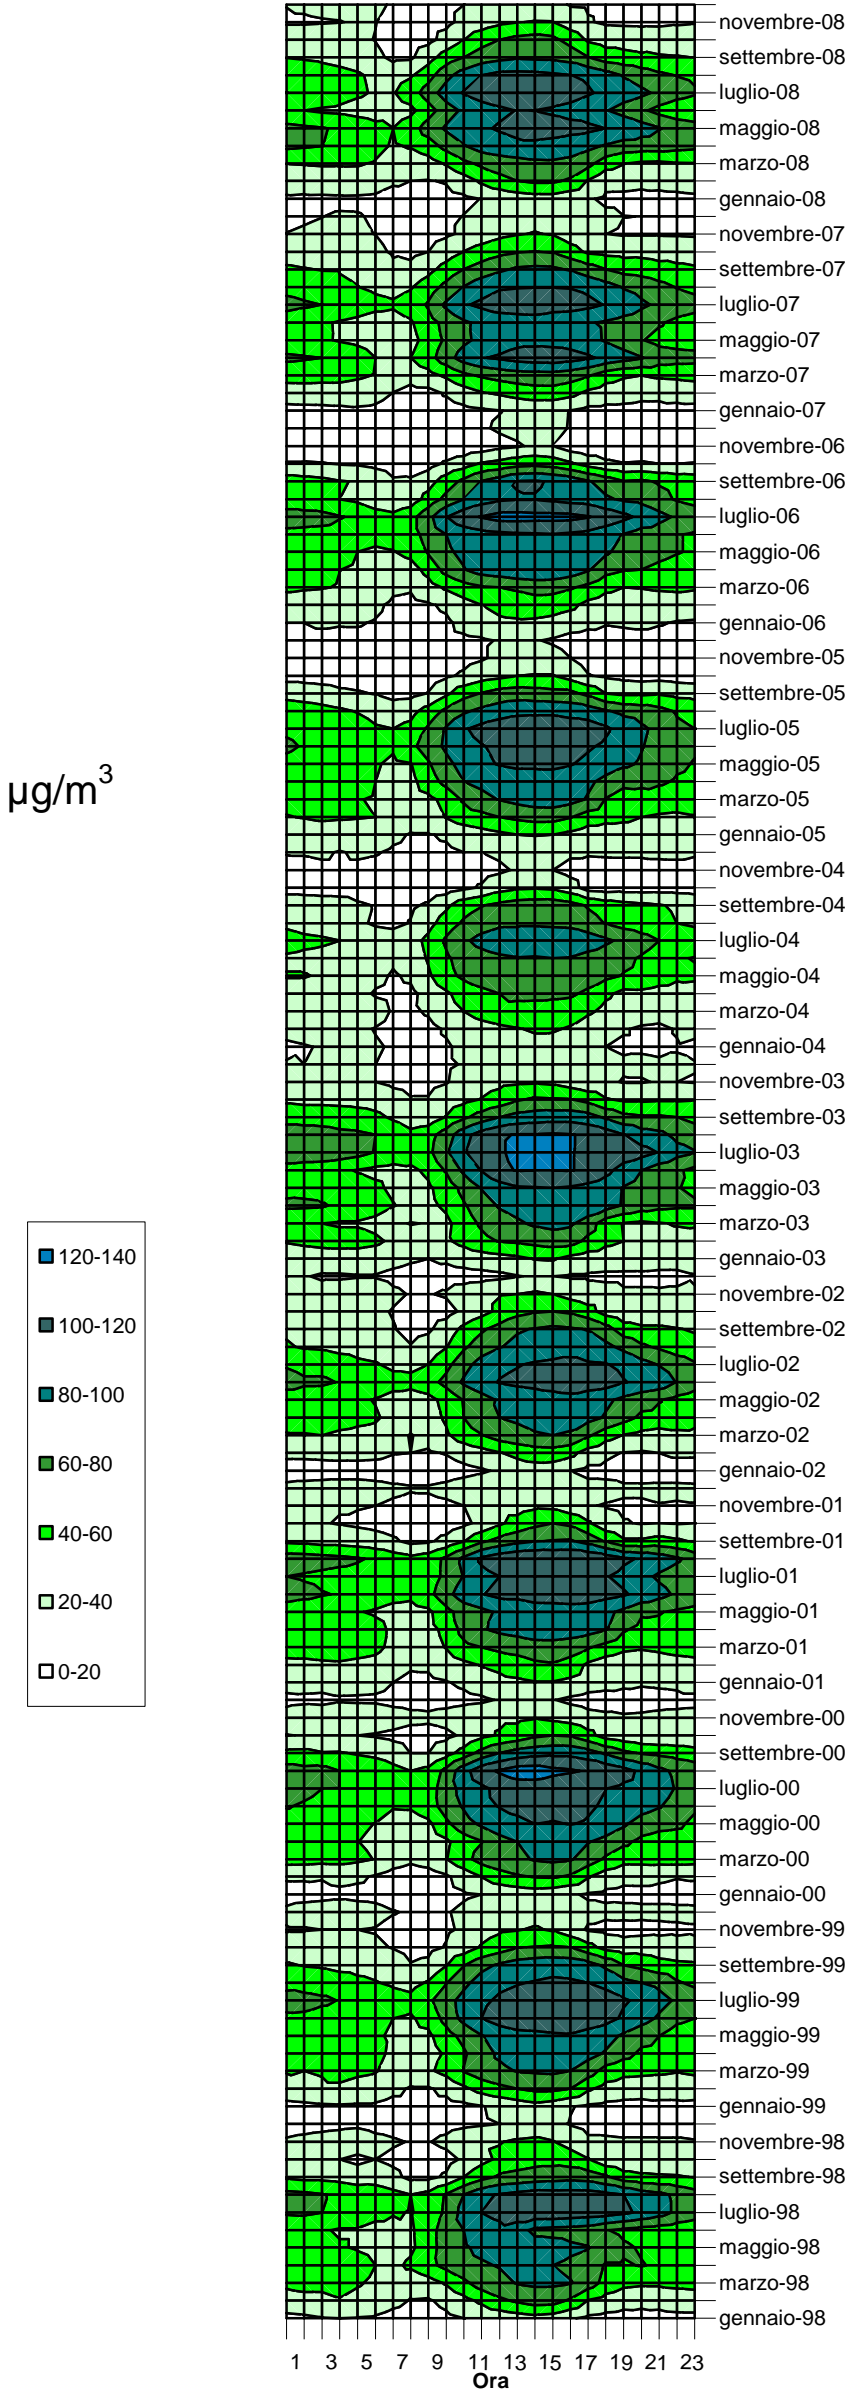 novembre-08
settembre-08
luglio-08
maggio-08
marzo-08
gennaio-08
novembre-07
settembre-07
luglio-07
maggio-07
marzo-07
gennaio-07
novembre-06
settembre-06
luglio-06
maggio-06
marzo-06
gennaio-06
novembre-05
settembre-05
luglio-05
maggio-05
marzo-05
gennaio-05
novembre-04
settembre-04
luglio-04
maggio-04
marzo-04
gennaio-04
novembre-03
settembre-03
luglio-03
maggio-03
marzo-03
gennaio-03
novembre-02
settembre-02
luglio-02
maggio-02
marzo-02
gennaio-02
novembre-01
settembre-01
luglio-01
maggio-01
marzo-01
gennaio-01
novembre-00
settembre-00
luglio-00
maggio-00
marzo-00
gennaio-00
novembre-99
settembre-99
luglio-99
maggio-99
marzo-99
gennaio-99
novembre-98
settembre-98
luglio-98
maggio-98
marzo-98
gennaio-98
µg/m³
120-140
100-120
80-100
60-80
40-60
20-40
0-20
1 3 5 7 9 11 13 15 17 19 21 23
Ora